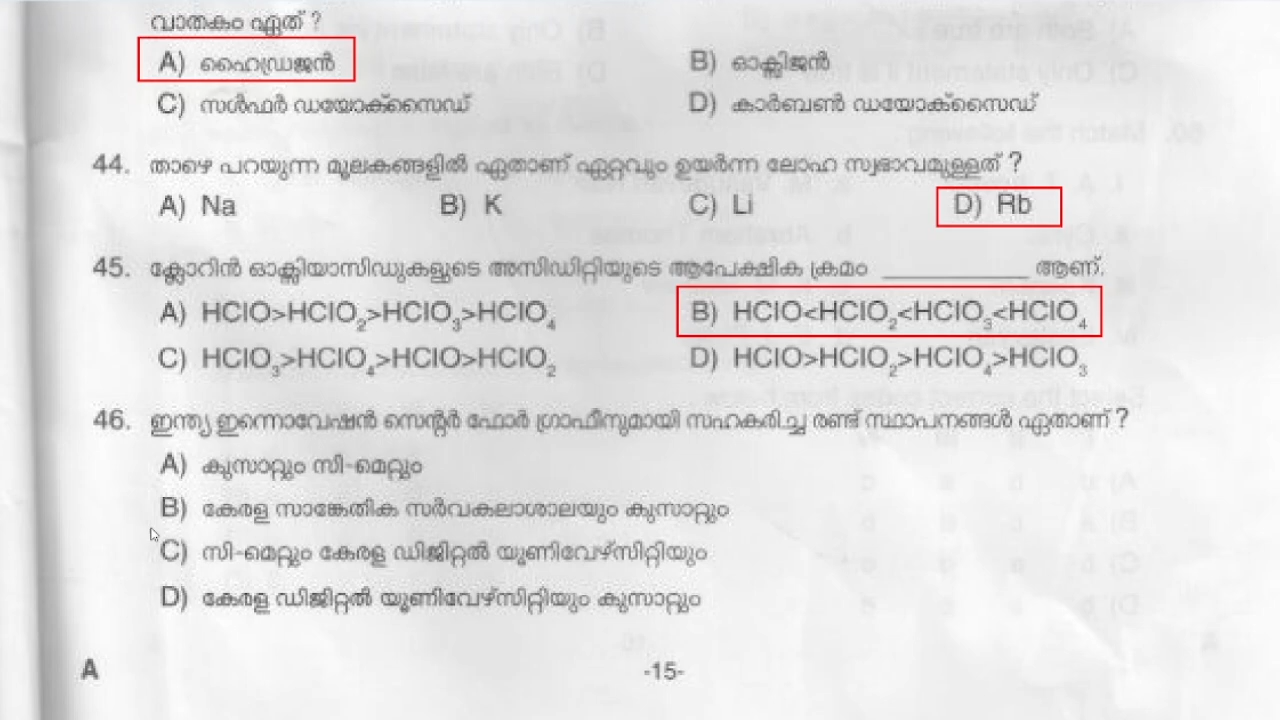 വാതകം ഏത് ?
A) ഹൈഡ്രജൻ B) ഓക്സിജൻ
C) സൾഫർ ഡയോക്സൈഡ് D) കാർബൺ ഡയോക്സൈഡ്
44. താഴെ പറയുന്ന മൂലകങ്ങളിൽ ഏതാണ് ഏറ്റവും ഉയർന്ന ലോഹ സ്വഭാവമുള്ളത് ?
A) Na B) K C) Li D) Rb
45. ക്ലോറിൻ ഓക്സിയാസിഡുകളുടെ അസിഡിറ്റിയുടെ ആപേക്ഷിക ക്രമം __________ ആണ്.
A) HClO>HClO₂>HClO₃>HClO₄ B) HClO<HClO₂<HClO₃<HClO₄
C) HClO₃>HClO₄>HClO>HClO₂ D) HClO>HClO₂>HClO₄>HClO₃
46. ഇന്ത്യ ഇന്നൊവേഷൻ സെന്റർ ഫോർ ഗ്രാഫീനുമായി സഹകരിച്ച രണ്ട് സ്ഥാപനങ്ങൾ ഏതാണ് ?
A) കുസാറ്റും സി-മെറ്റും
B) കേരള സാങ്കേതിക സർവകലാശാലയും കുസാറ്റും
C) സി-മെറ്റും കേരള ഡിജിറ്റൽ യൂണിവേഴ്സിറ്റിയും
D) കേരള ഡിജിറ്റൽ യൂണിവേഴ്സിറ്റിയും കുസാറ്റും
A -15-